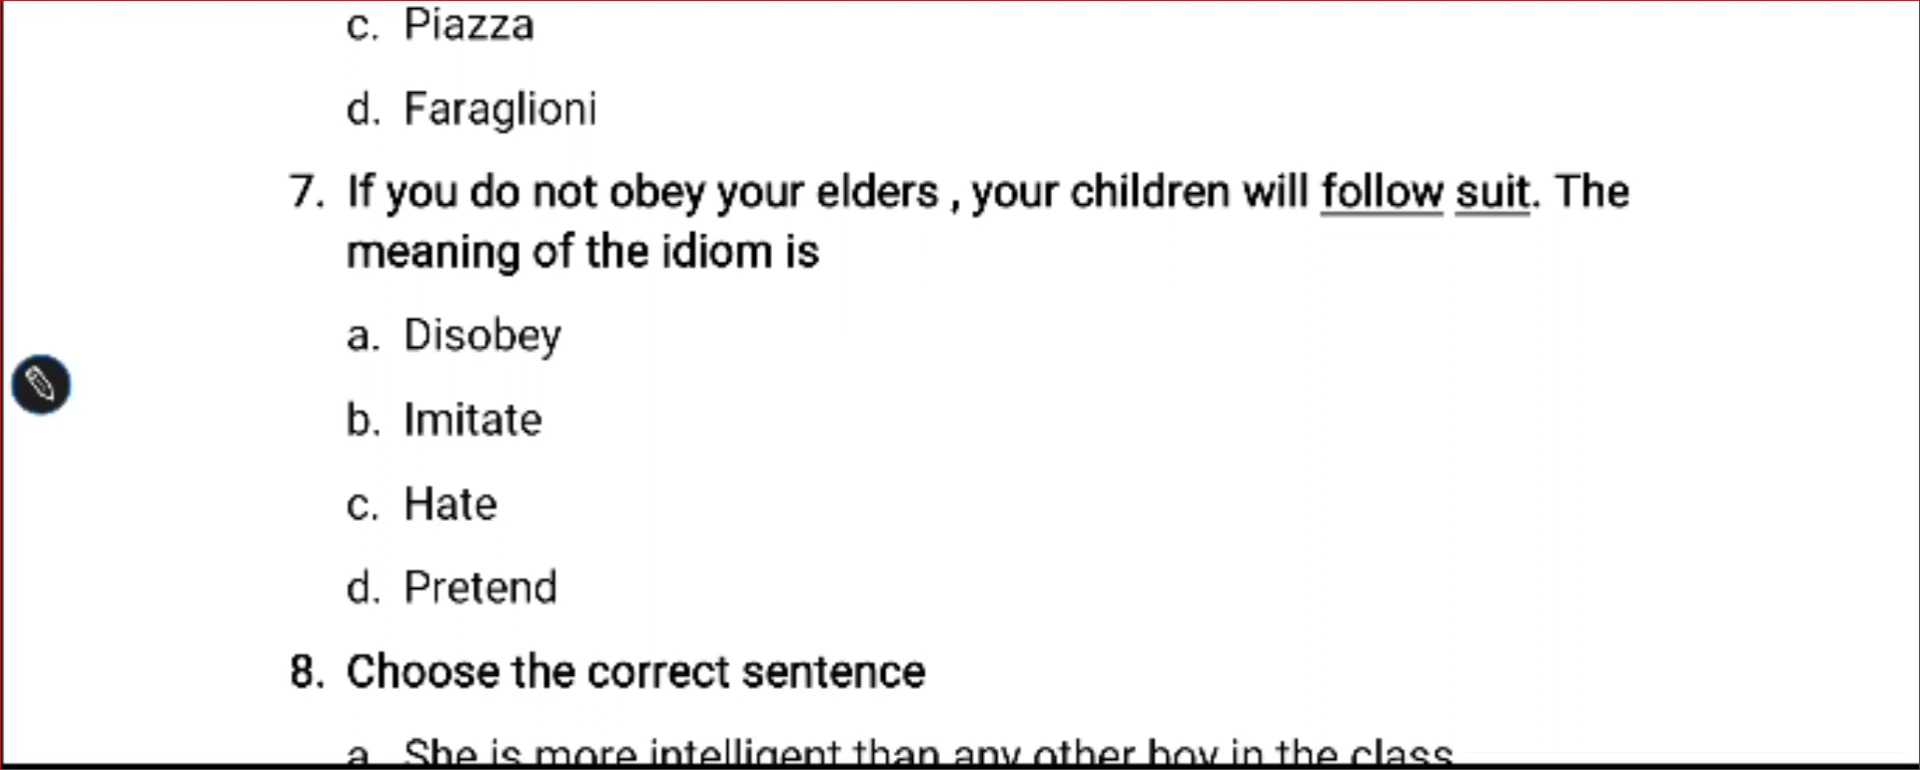 c. Piazza
d. Faraglioni
7. If you do not obey your elders , your children will follow suit. The
meaning of the idiom is
a. Disobey
b. Imitate
c. Hate
d. Pretend
8. Choose the correct sentence
a. She is more intelligent than any other boy in the class